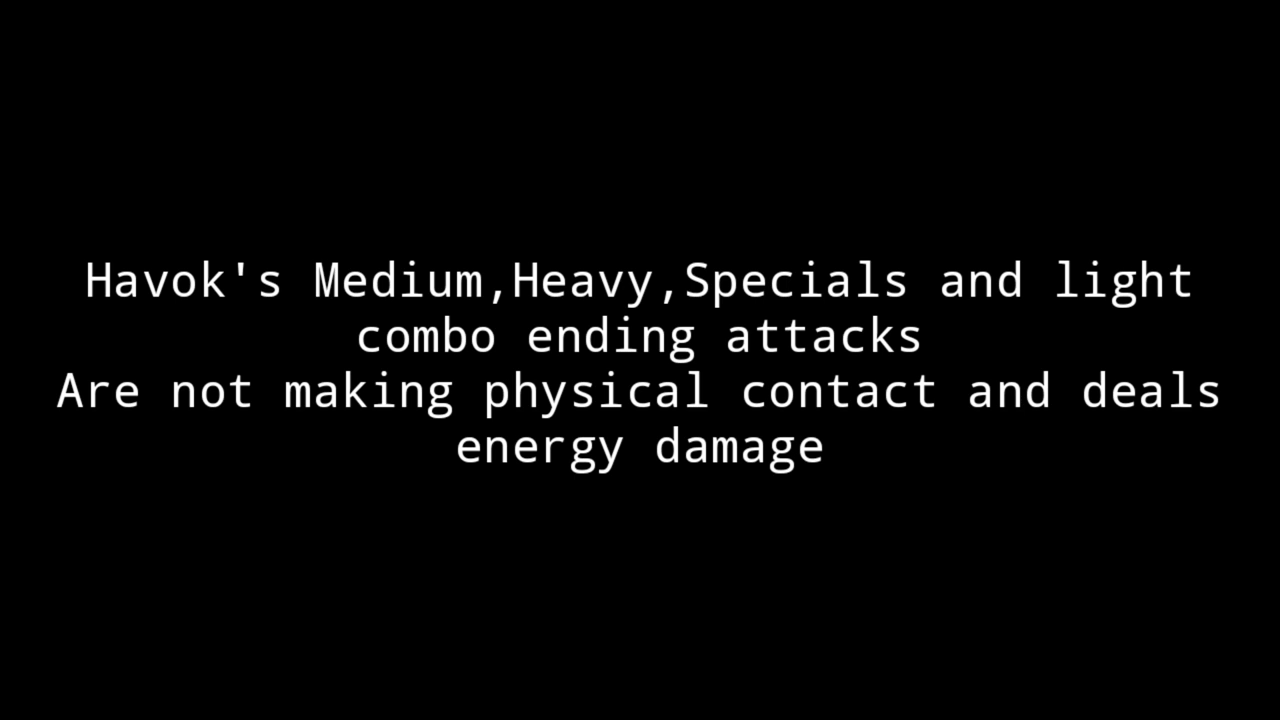 Havok's Medium,Heavy,Specials and light
combo ending attacks
Are not making physical contact and deals
energy damage